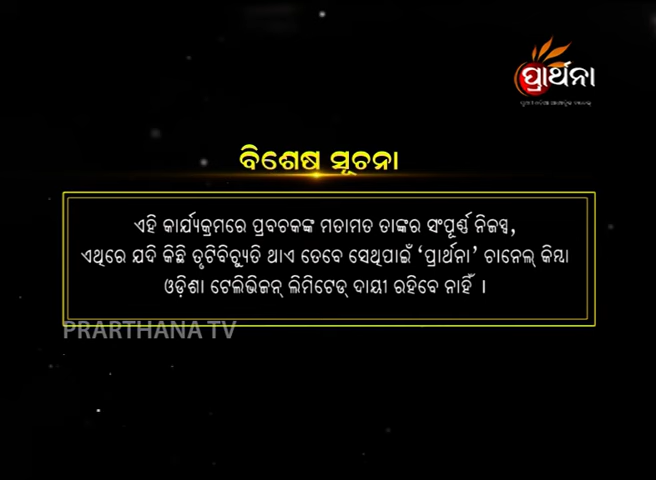 ପ୍ରାର୍ଥନା
ବିଶେଷ ସୂଚନା
ଏହି କାର୍ଯ୍ୟକ୍ରମରେ ପ୍ରବଚକଙ୍କ ମତାମତ ତାଙ୍କର ସଂପୂର୍ଣ୍ଣ ନିଜସ୍ୱ,
ଏଥିରେ ଯଦି କିଛି ତୃଟିବିଚ୍ୟୁତି ଥାଏ ତେବେ ସେଥିପାଇଁ ‘ପ୍ରାର୍ଥନା’ ଚାନେଲ୍ କିମ୍ବା
ଓଡ଼ିଶା ଟେଲିଭିଜନ୍ ଲିମିଟେଡ୍ ଦାୟୀ ରହିବେ ନାହିଁ ।
PRARTHANA TV